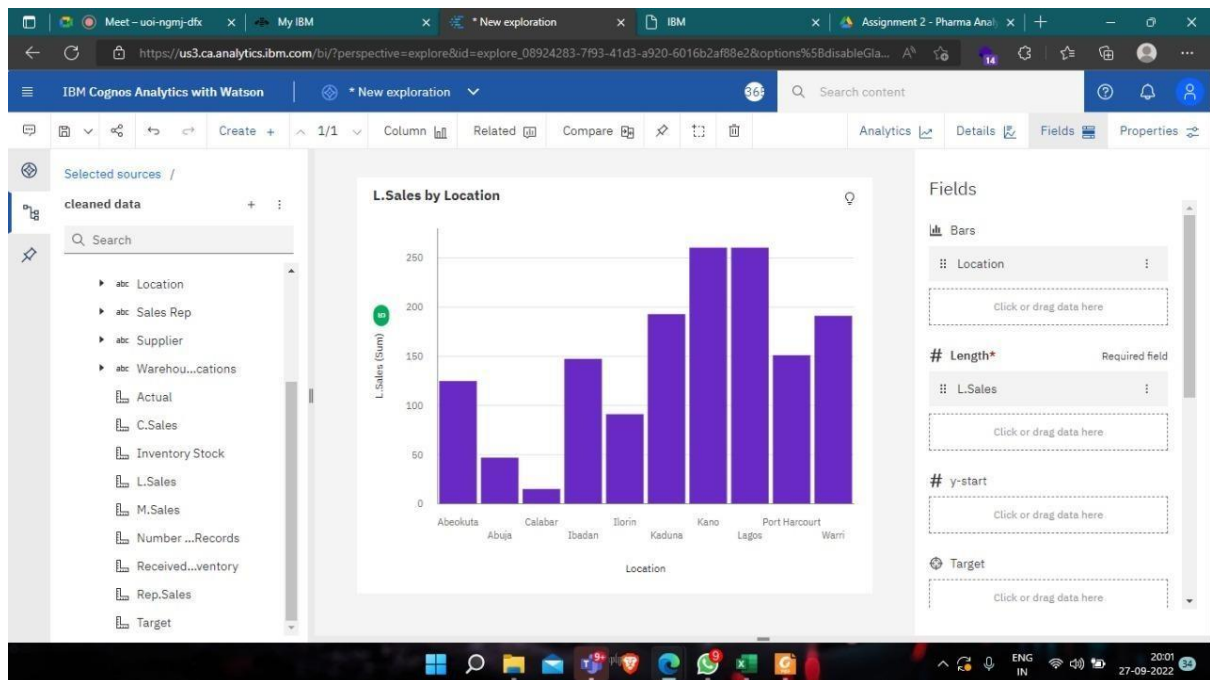 Meet – uoi-ngmj-dfx My IBM * New exploration IBM Assignment 2 - Pharma Analy
https://us3.ca.analytics.ibm.com/bi/?perspective=explore&id=explore_08924283-7f93-41d3-a920-6016b2af88e2&options%5BdisableGla... 14
IBM Cognos Analytics with Watson * New exploration 365 Search content
Create + 1/1 Column Related Compare Analytics Details Fields Properties
Selected sources /
cleaned data
Search
abc Location
abc Sales Rep
abc Supplier
abc Warehou...cations
Actual
C.Sales
Inventory Stock
L.Sales
M.Sales
Number ...Records
Received...ventory
Rep.Sales
Target
L.Sales by Location
250
200
150
100
50
0
L.Sales (Sum)
Abeokuta Calabar Ilorin Kano Port Harcourt
Abuja Ibadan Kaduna Lagos Warri
Location
Fields
Bars
Location
Click or drag data here
# Length* Required field
L.Sales
Click or drag data here
# y-start
Click or drag data here
Target
Click or drag data here
9+ 9 ENG 20:01
IN 27-09-2022 34